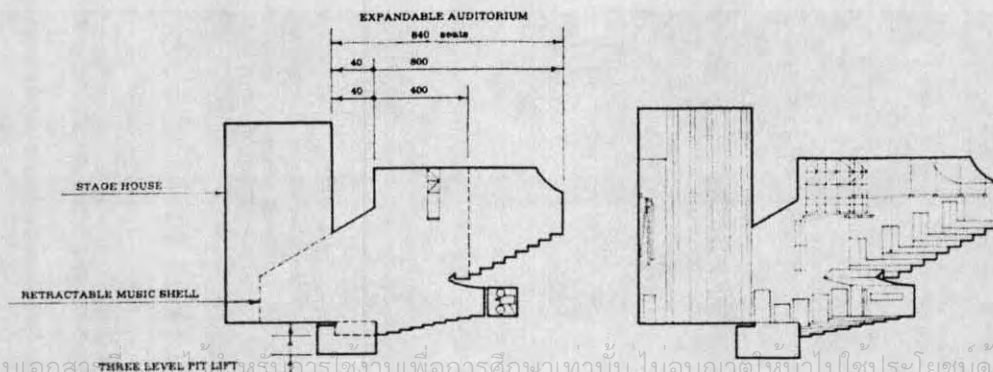 EXPANDABLE AUDITORIUM
840 seats
40 800
40 400
STAGE HOUSE
RETRACTABLE MUSIC SHELL
THREE LEVEL PIT LIFT